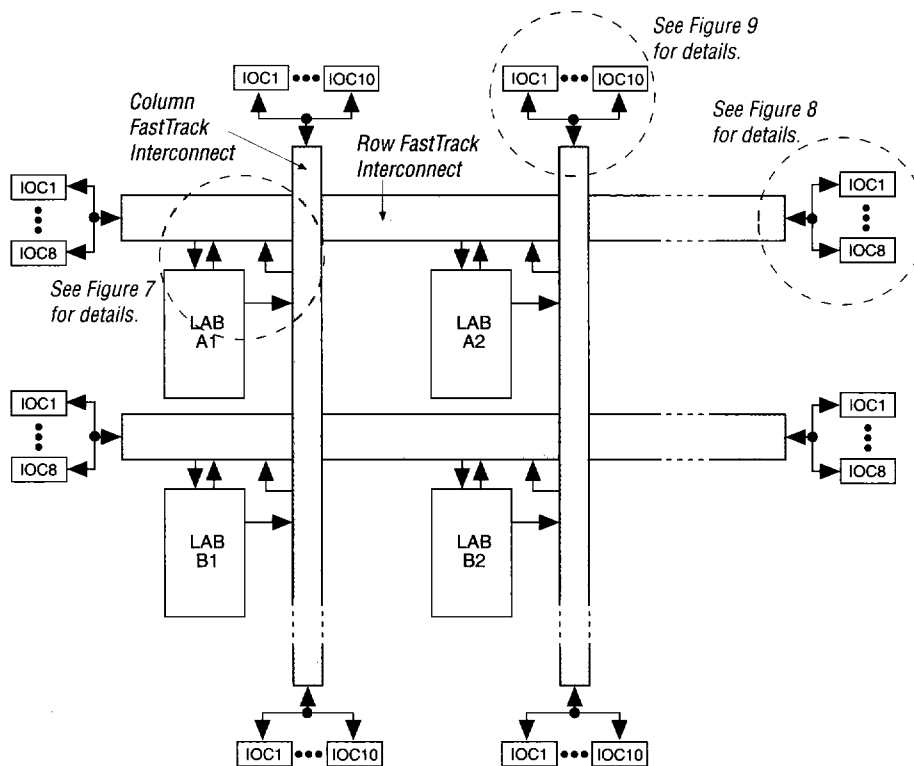 See Figure 9
for details.
IOC1 ••• IOC10
IOC1 ••• IOC10
Column
FastTrack
Interconnect
Row FastTrack
Interconnect
See Figure 8
for details.
IOC1
IOC8
IOC1
IOC8
See Figure 7
for details.
LAB
A1
LAB
A2
IOC1
IOC8
IOC1
IOC8
LAB
B1
LAB
B2
IOC1 ••• IOC10
IOC1 ••• IOC10